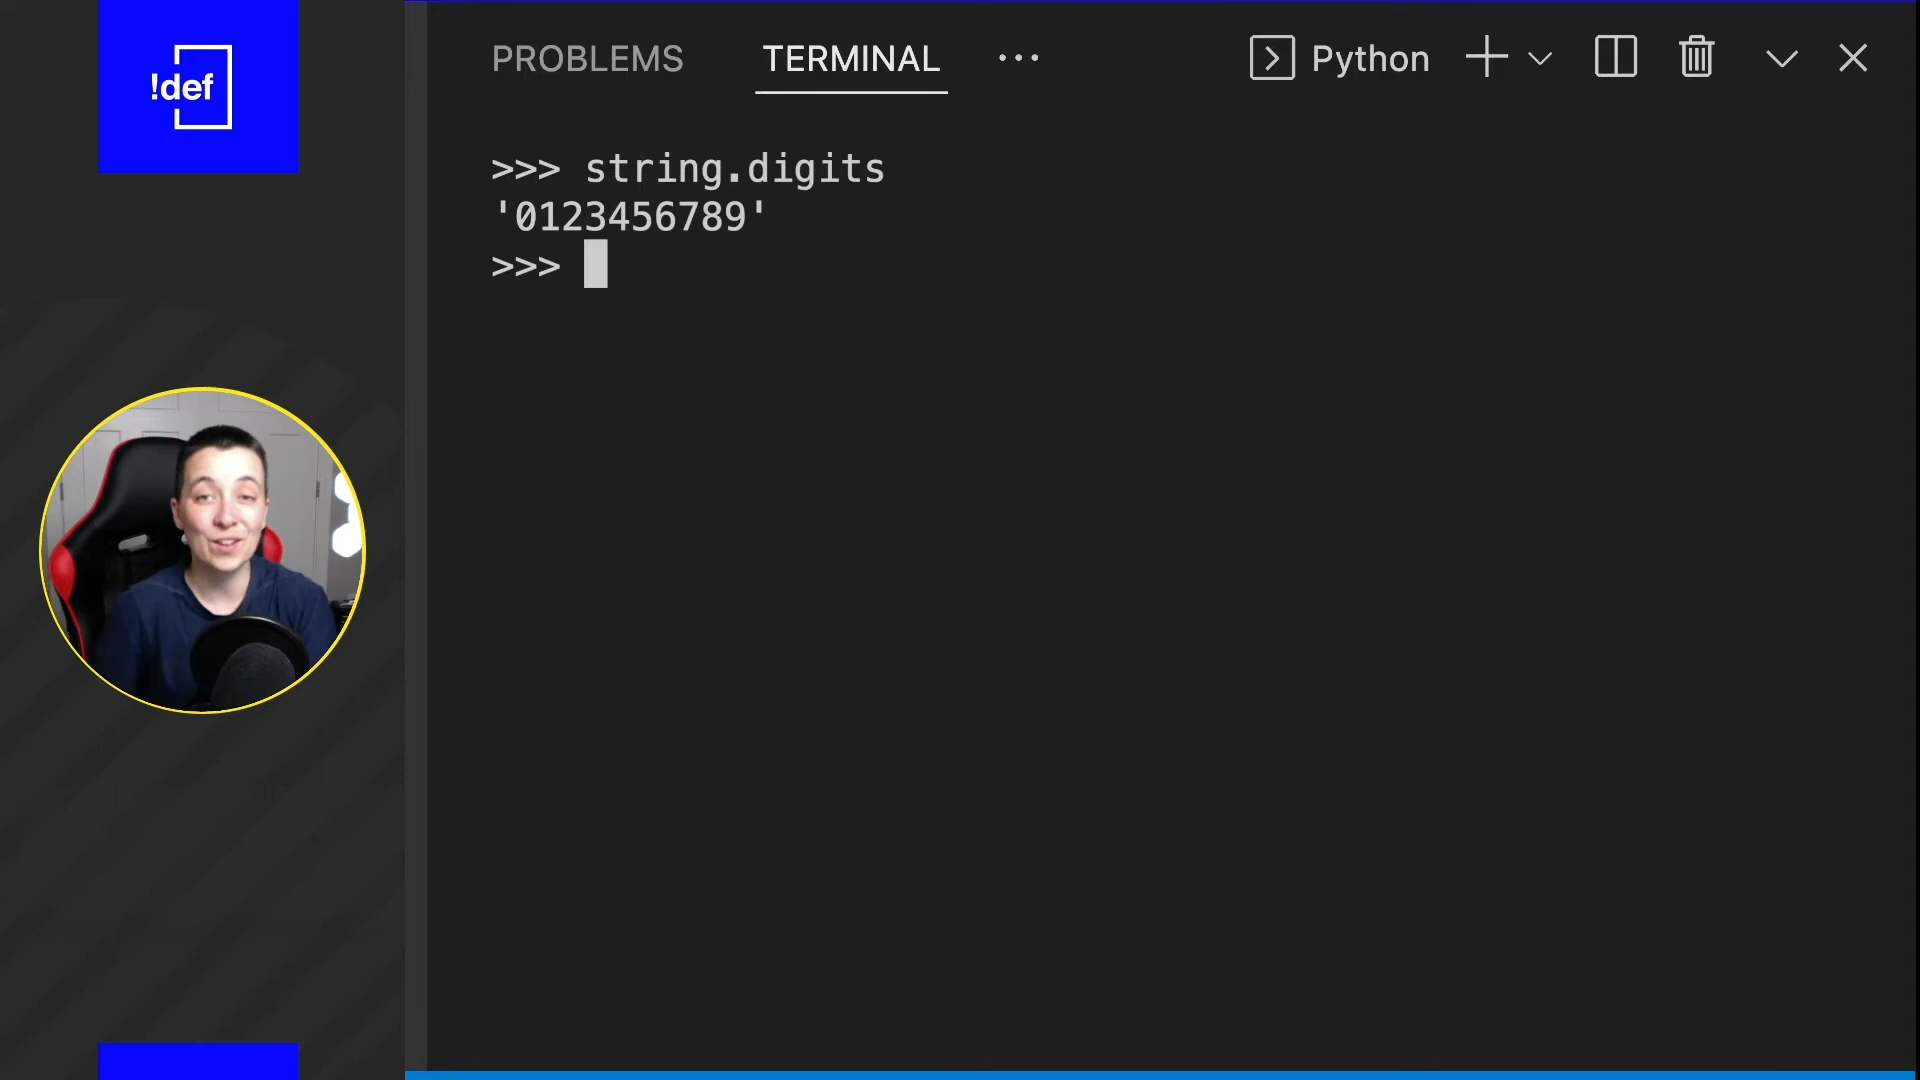 !def
PROBLEMS TERMINAL ... Python
>>> string.digits
'0123456789'
>>>